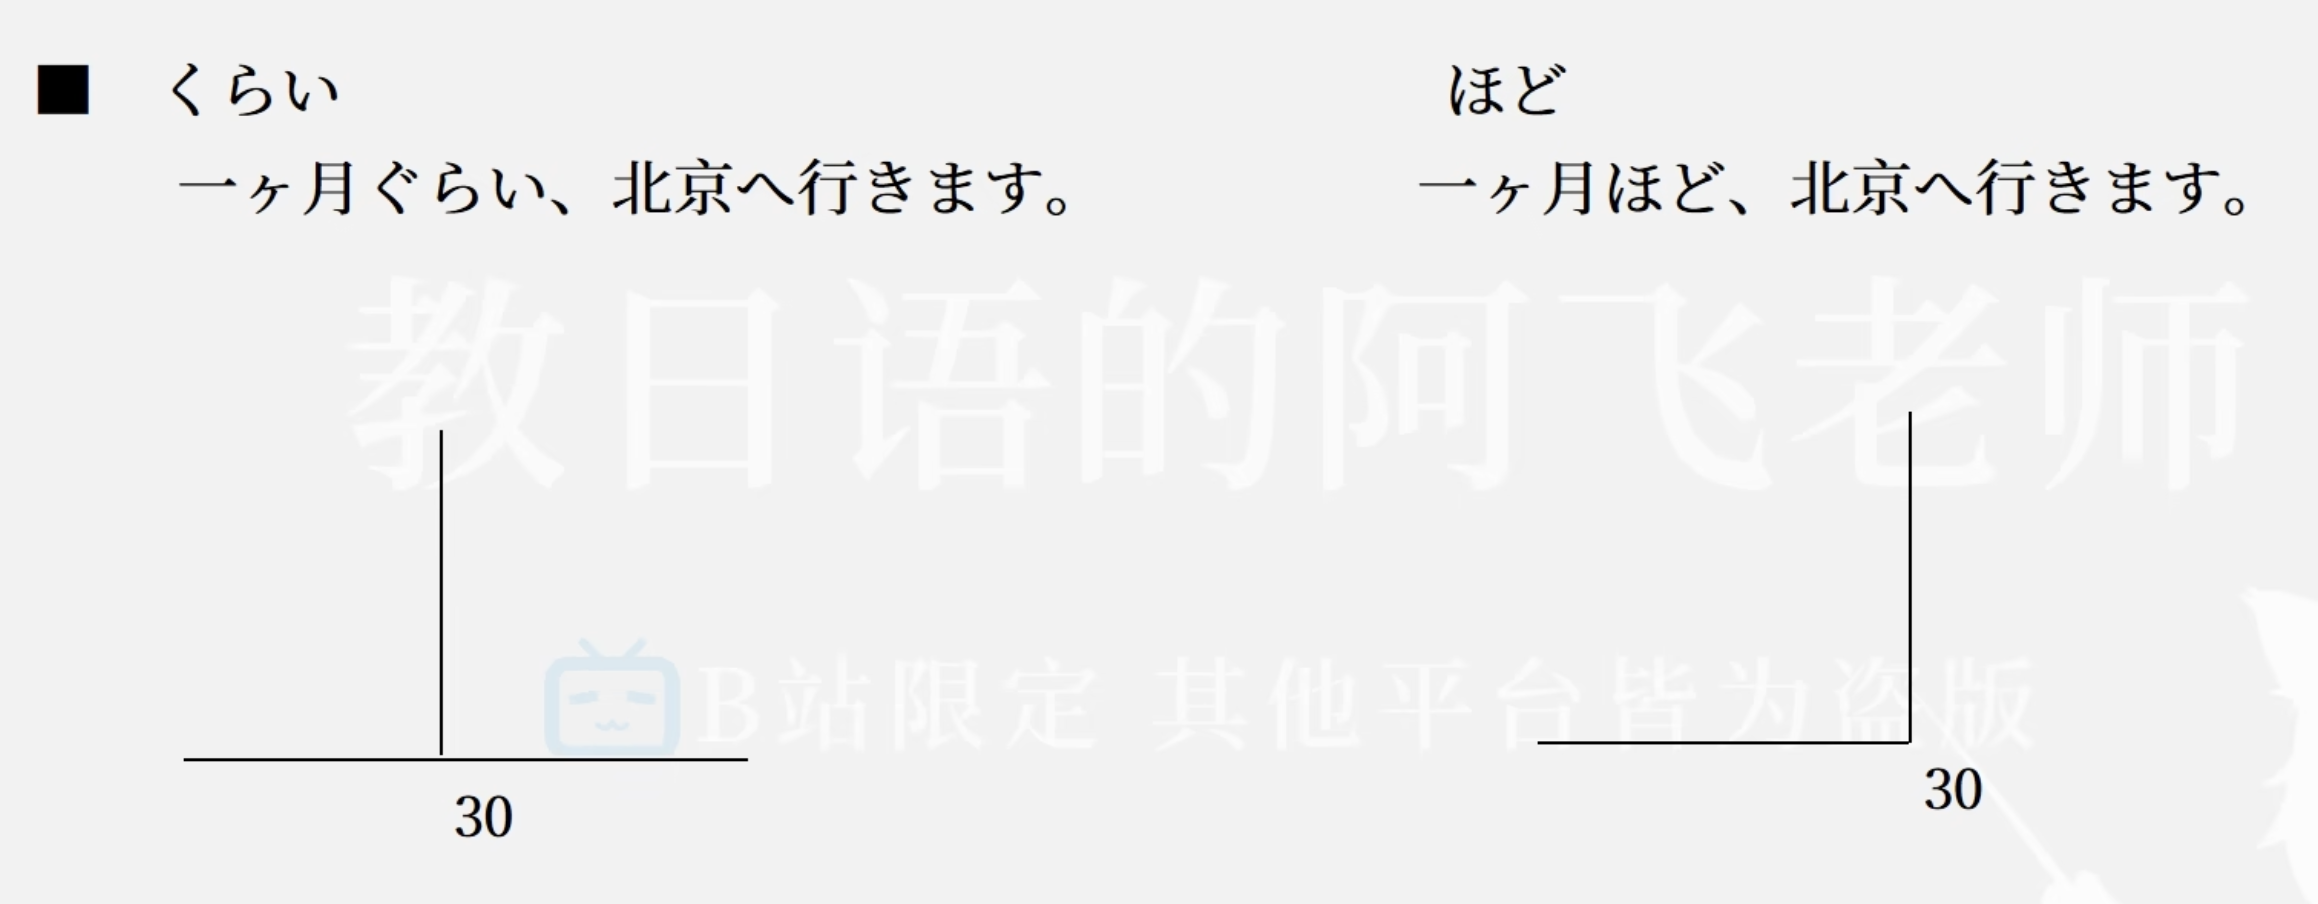 ■ くらい
ほど
一ヶ月ぐらい、北京へ行きます。
一ヶ月ほど、北京へ行きます。
教日语的阿飞老师
B站限定 其他平台皆为盗版
30
30